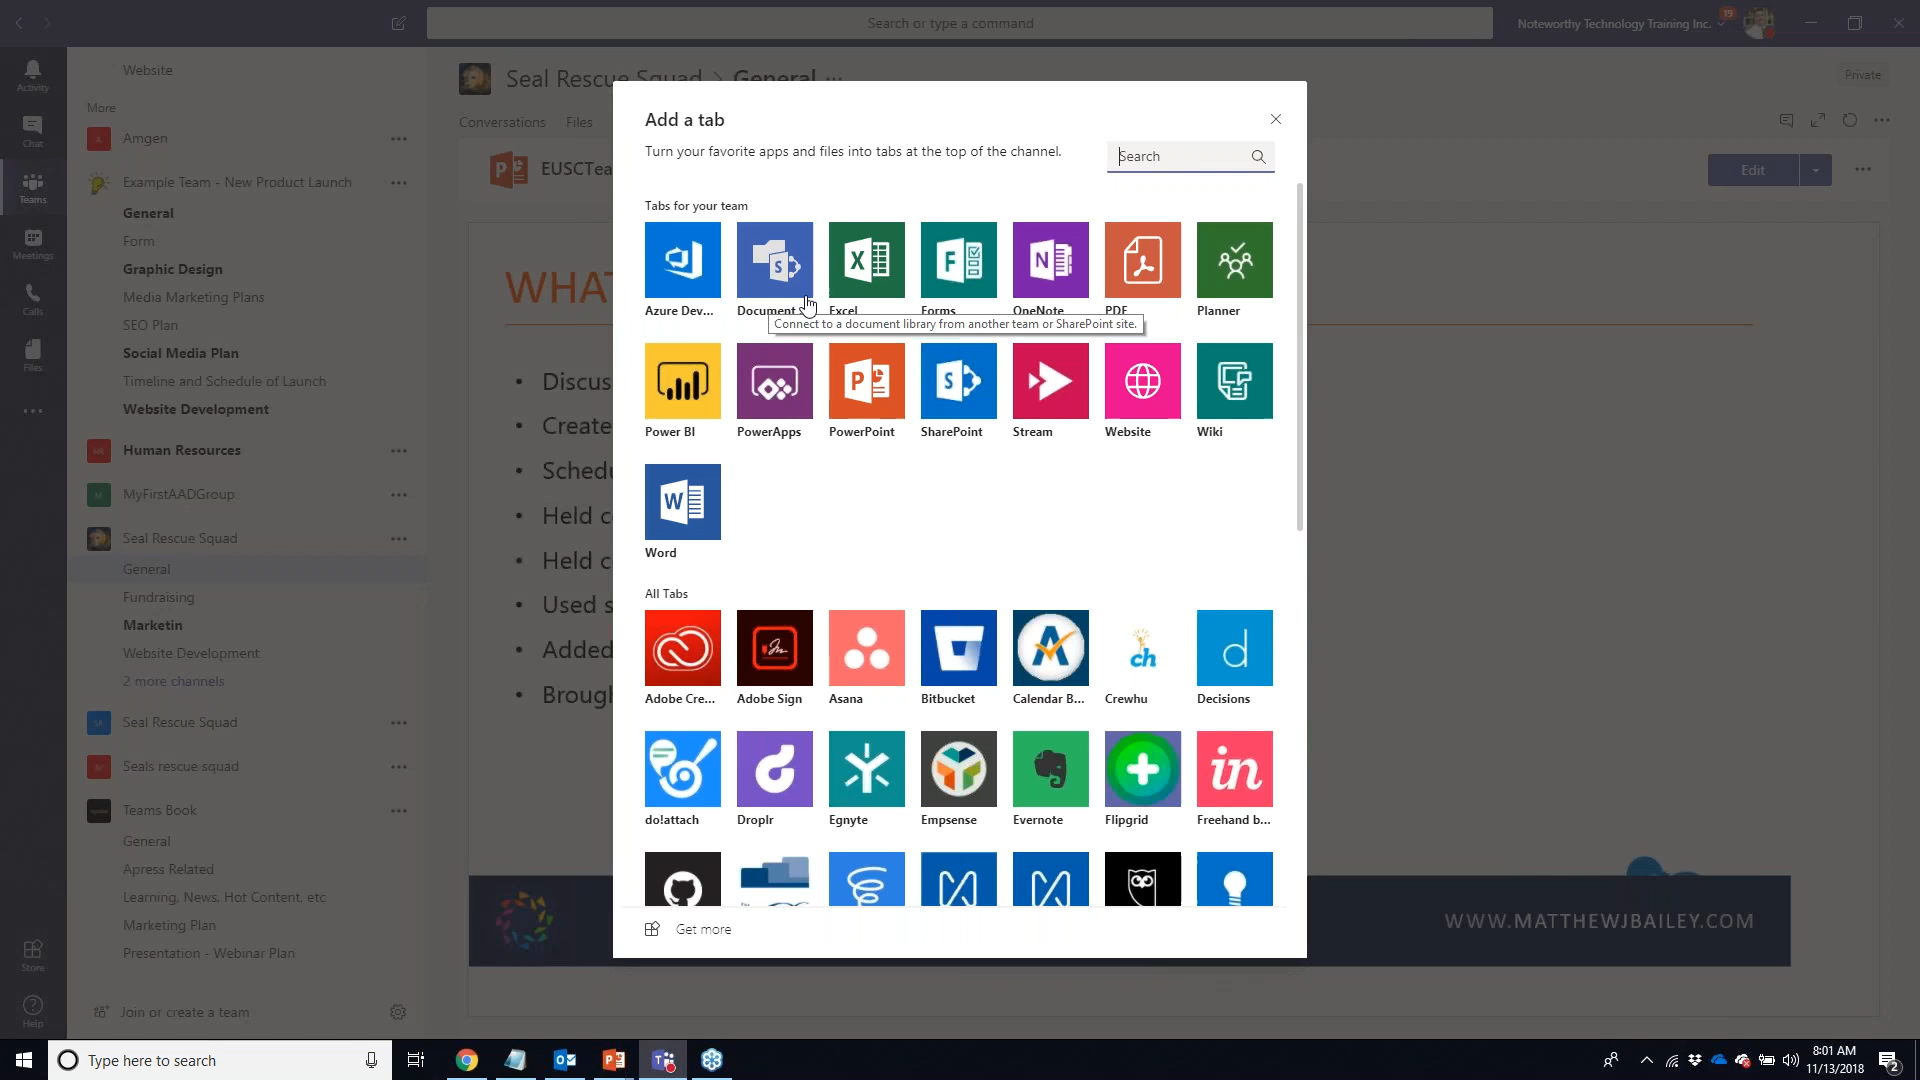 Search or type a command
Noteworthy Technology Training Inc.
19
Activity
Chat
Teams
Meetings
Calls
Files
Store
Help
Website
More
A
Amgen
Example Team - New Product Launch
General
Form
Graphic Design
Media Marketing Plans
SEO Plan
Social Media Plan
Timeline and Schedule of Launch
Website Development
HR
Human Resources
M
MyFirstAADGroup
Seal Rescue Squad
General
Fundraising
Marketin
Website Development
2 more channels
SR
Seal Rescue Squad
Seals rescue squad
Teams Book
General
Apress Related
Learning, News, Hot Content, etc
Marketing Plan
Presentation - Webinar Plan
Join or create a team
Seal Rescue Squad > General ...
Private
Conversations
Files
EUSCTea
Edit
WHAT
• Discus
• Create
• Schedu
• Held c
• Held c
• Used s
• Added
• Brough
WWW.MATTHEWJBAILEY.COM
Add a tab
Turn your favorite apps and files into tabs at the top of the channel.
Search
Tabs for your team
Azure Dev...
Document
Excel
Forms
OneNote
PDF
Planner
Connect to a document library from another team or SharePoint site.
Power BI
PowerApps
PowerPoint
SharePoint
Stream
Website
Wiki
Word
All Tabs
Adobe Cre...
Adobe Sign
Asana
Bitbucket
Calendar B...
Crewhu
Decisions
do!attach
Droplr
Egnyte
Empsense
Evernote
Flipgrid
Freehand b...
Get more
Type here to search
8:01 AM
11/13/2018
2